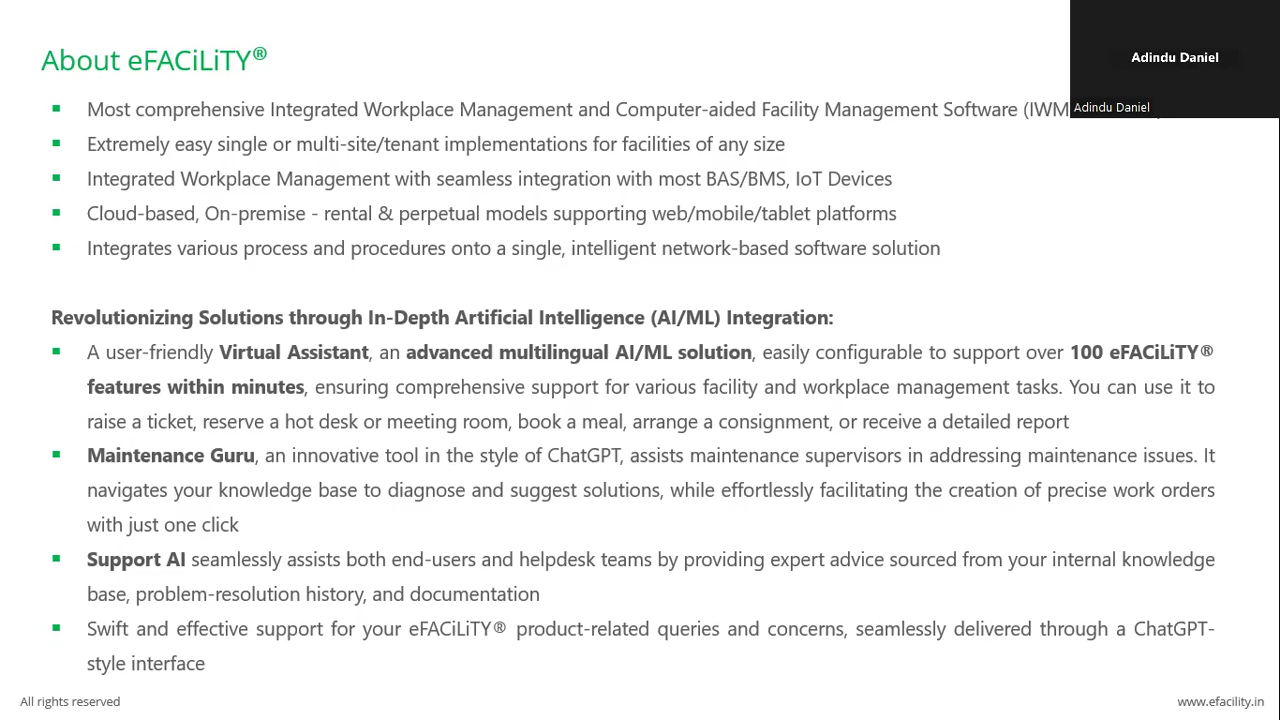 About eFACiLiTY®
Adindu Daniel
Adindu Daniel
▪ Most comprehensive Integrated Workplace Management and Computer-aided Facility Management Software (IWM
▪ Extremely easy single or multi-site/tenant implementations for facilities of any size
▪ Integrated Workplace Management with seamless integration with most BAS/BMS, IoT Devices
▪ Cloud-based, On-premise - rental & perpetual models supporting web/mobile/tablet platforms
▪ Integrates various process and procedures onto a single, intelligent network-based software solution
Revolutionizing Solutions through In-Depth Artificial Intelligence (AI/ML) Integration:
▪ A user-friendly Virtual Assistant, an advanced multilingual AI/ML solution, easily configurable to support over 100 eFACiLiTY®
features within minutes, ensuring comprehensive support for various facility and workplace management tasks. You can use it to
raise a ticket, reserve a hot desk or meeting room, book a meal, arrange a consignment, or receive a detailed report
▪ Maintenance Guru, an innovative tool in the style of ChatGPT, assists maintenance supervisors in addressing maintenance issues. It
navigates your knowledge base to diagnose and suggest solutions, while effortlessly facilitating the creation of precise work orders
with just one click
▪ Support AI seamlessly assists both end-users and helpdesk teams by providing expert advice sourced from your internal knowledge
base, problem-resolution history, and documentation
▪ Swift and effective support for your eFACiLiTY® product-related queries and concerns, seamlessly delivered through a ChatGPT-
style interface
All rights reserved
www.efacility.in